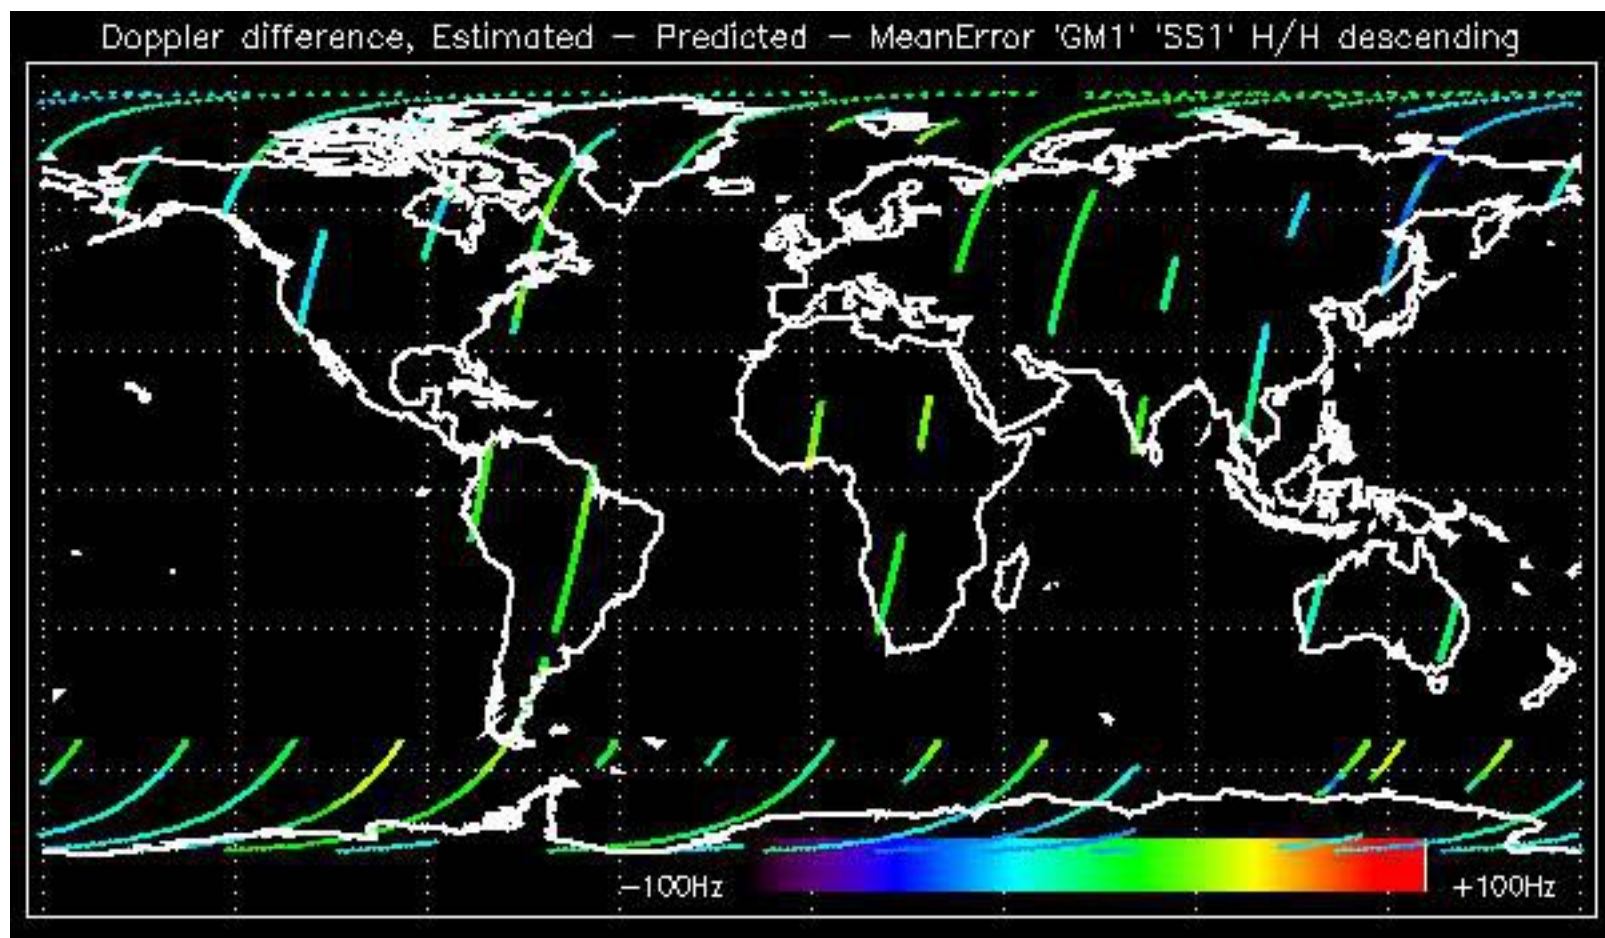 Doppler difference, Estimated – Predicted – MeanError 'GM1' 'SS1' H/H descending
–100Hz +100Hz